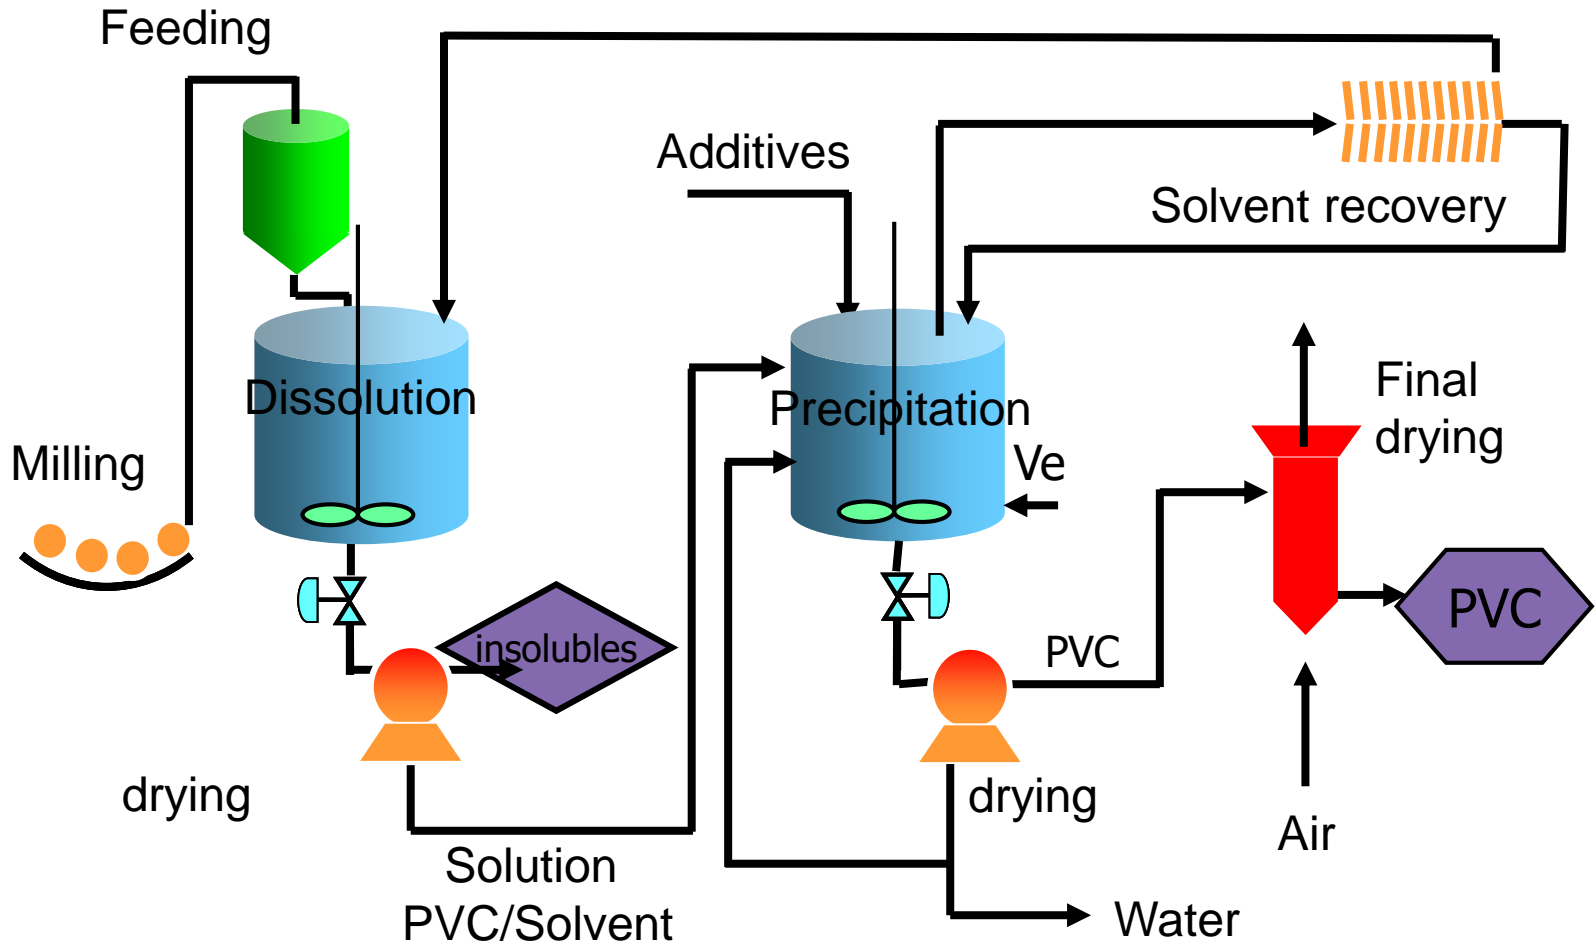 Feeding
Additives
Solvent recovery
Dissolution
Precipitation
Final
drying
Milling
Ve
insolubles
PVC
PVC
drying
drying
Air
Solution
PVC/Solvent
Water